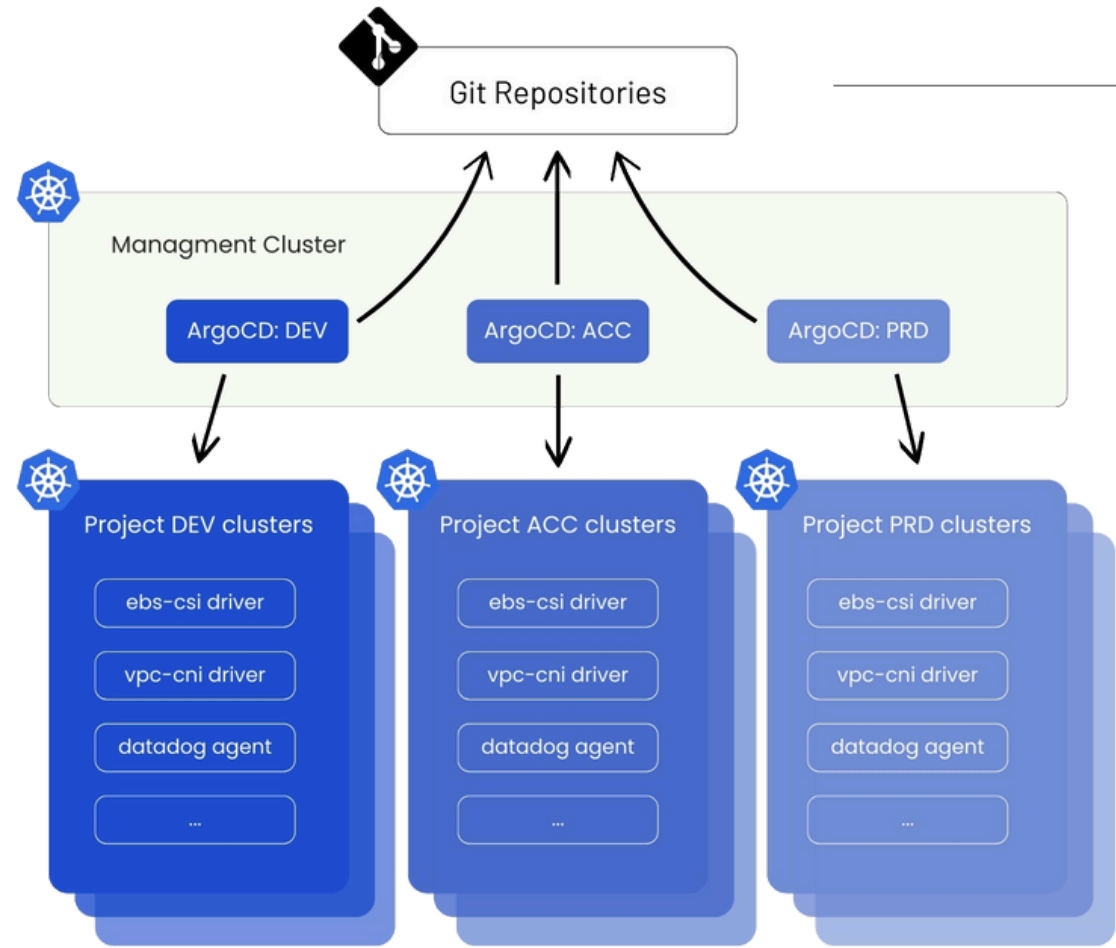 Git Repositories
Managment Cluster
ArgoCD: DEV
ArgoCD: ACC
ArgoCD: PRD
Project DEV clusters
ebs-csi driver
vpc-cni driver
datadog agent
...
Project ACC clusters
ebs-csi driver
vpc-cni driver
datadog agent
...
Project PRD clusters
ebs-csi driver
vpc-cni driver
datadog agent
...